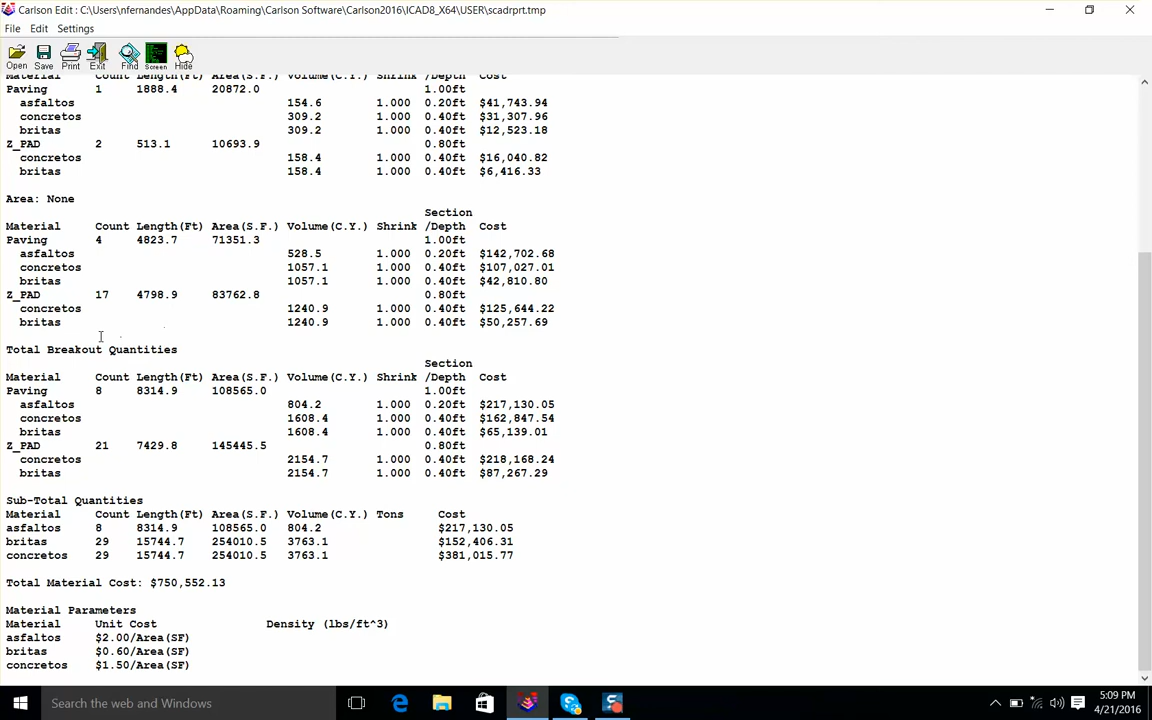 Carlson Edit : C:\Users\nfernandes\AppData\Roaming\Carlson Software\Carlson2016\ICAD8_X64\USER\scadrprt.tmp
File Edit Settings
Open Save Print Exit Find Screen Hide
Material Count Length(Ft) Area(S.F.) Volume(C.Y.) Shrink /Depth Cost
Paving 1 1888.4 20872.0 1.00ft
asfaltos 154.6 1.000 0.20ft $41,743.94
concretos 309.2 1.000 0.40ft $31,307.96
britas 309.2 1.000 0.40ft $12,523.18
Z_PAD 2 513.1 10693.9 0.80ft
concretos 158.4 1.000 0.40ft $16,040.82
britas 158.4 1.000 0.40ft $6,416.33
Area: None
Section
Material Count Length(Ft) Area(S.F.) Volume(C.Y.) Shrink /Depth Cost
Paving 4 4823.7 71351.3 1.00ft
asfaltos 528.5 1.000 0.20ft $142,702.68
concretos 1057.1 1.000 0.40ft $107,027.01
britas 1057.1 1.000 0.40ft $42,810.80
Z_PAD 17 4798.9 83762.8 0.80ft
concretos 1240.9 1.000 0.40ft $125,644.22
britas 1240.9 1.000 0.40ft $50,257.69
Total Breakout Quantities
Section
Material Count Length(Ft) Area(S.F.) Volume(C.Y.) Shrink /Depth Cost
Paving 8 8314.9 108565.0 1.00ft
asfaltos 804.2 1.000 0.20ft $217,130.05
concretos 1608.4 1.000 0.40ft $162,847.54
britas 1608.4 1.000 0.40ft $65,139.01
Z_PAD 21 7429.8 145445.5 0.80ft
concretos 2154.7 1.000 0.40ft $218,168.24
britas 2154.7 1.000 0.40ft $87,267.29
Sub-Total Quantities
Material Count Length(Ft) Area(S.F.) Volume(C.Y.) Tons Cost
asfaltos 8 8314.9 108565.0 804.2 $217,130.05
britas 29 15744.7 254010.5 3763.1 $152,406.31
concretos 29 15744.7 254010.5 3763.1 $381,015.77
Total Material Cost: $750,552.13
Material Parameters
Material Unit Cost Density (lbs/ft^3)
asfaltos $2.00/Area(SF)
britas $0.60/Area(SF)
concretos $1.50/Area(SF)
Search the web and Windows
5:09 PM
4/21/2016